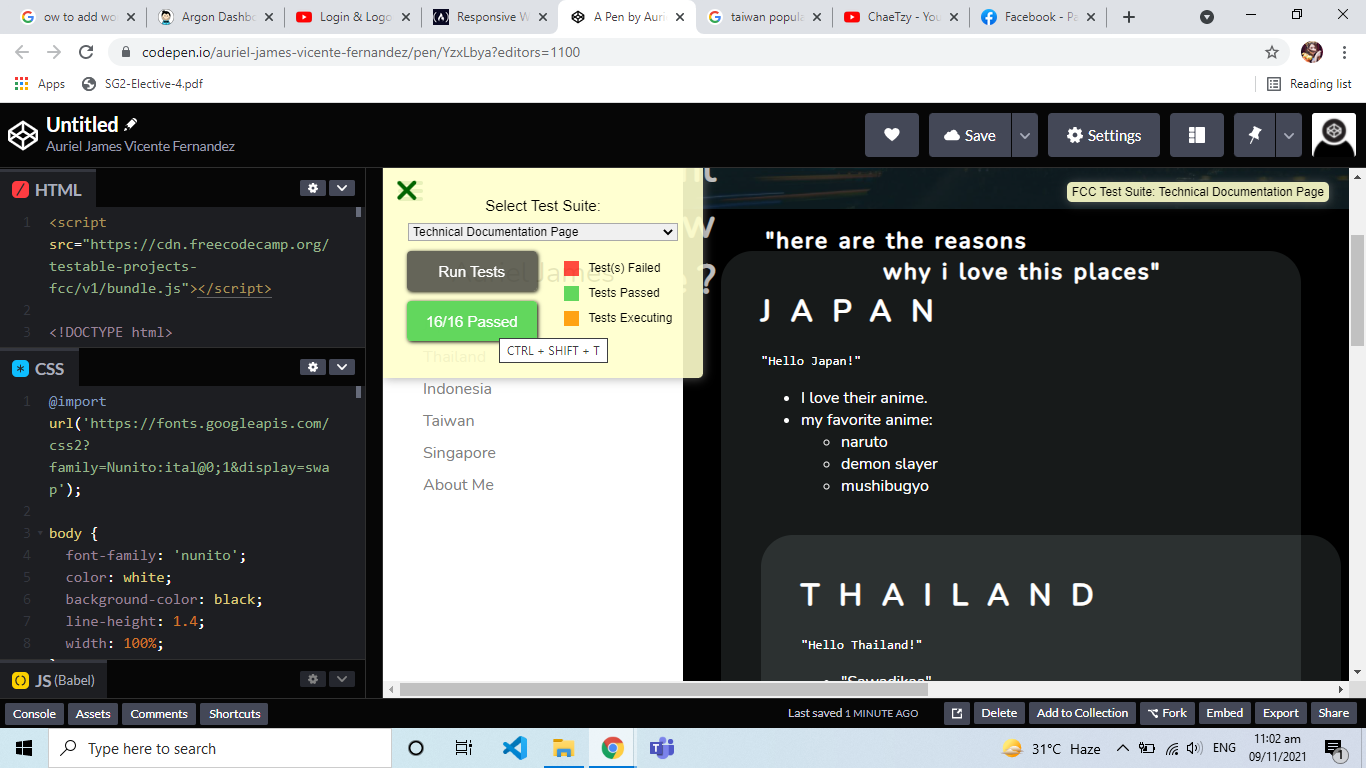 ow to add wo
Argon Dashbo
Login & Logo
Responsive W
A Pen by Auri
taiwan popula
ChaeTzy - You
Facebook - Pa
codepen.io/auriel-james-vicente-fernandez/pen/YzxLbya?editors=1100
Apps
SG2-Elective-4.pdf
Reading list
Untitled
Auriel James Vicente Fernandez
Save
Settings
HTML
1 <script
src="https://cdn.freecodecamp.org/
testable-projects-
fcc/v1/bundle.js"></script>
2
3 <!DOCTYPE html>
CSS
1 @import
url('https://fonts.googleapis.com/
css2?
family=Nunito:ital@0;1&display=swa
p');
2
3 body {
4 font-family: 'nunito';
5 color: white;
6 background-color: black;
7 line-height: 1.4;
8 width: 100%;
JS (Babel)
Select Test Suite:
Technical Documentation Page
Run Tests
Test(s) Failed
Tests Passed
Tests Executing
16/16 Passed
CTRL + SHIFT + T
Auriel James
Thailand
Indonesia
Taiwan
Singapore
About Me
FCC Test Suite: Technical Documentation Page
"here are the reasons
why i love this places"
JAPAN
"Hello Japan!"
I love their anime.
my favorite anime:
naruto
demon slayer
mushibugyo
THAILAND
"Hello Thailand!"
Console
Assets
Comments
Shortcuts
Last saved 1 MINUTE AGO
Delete
Add to Collection
Fork
Embed
Export
Share
Type here to search
31°C Haze
ENG
11:02 am
09/11/2021
1